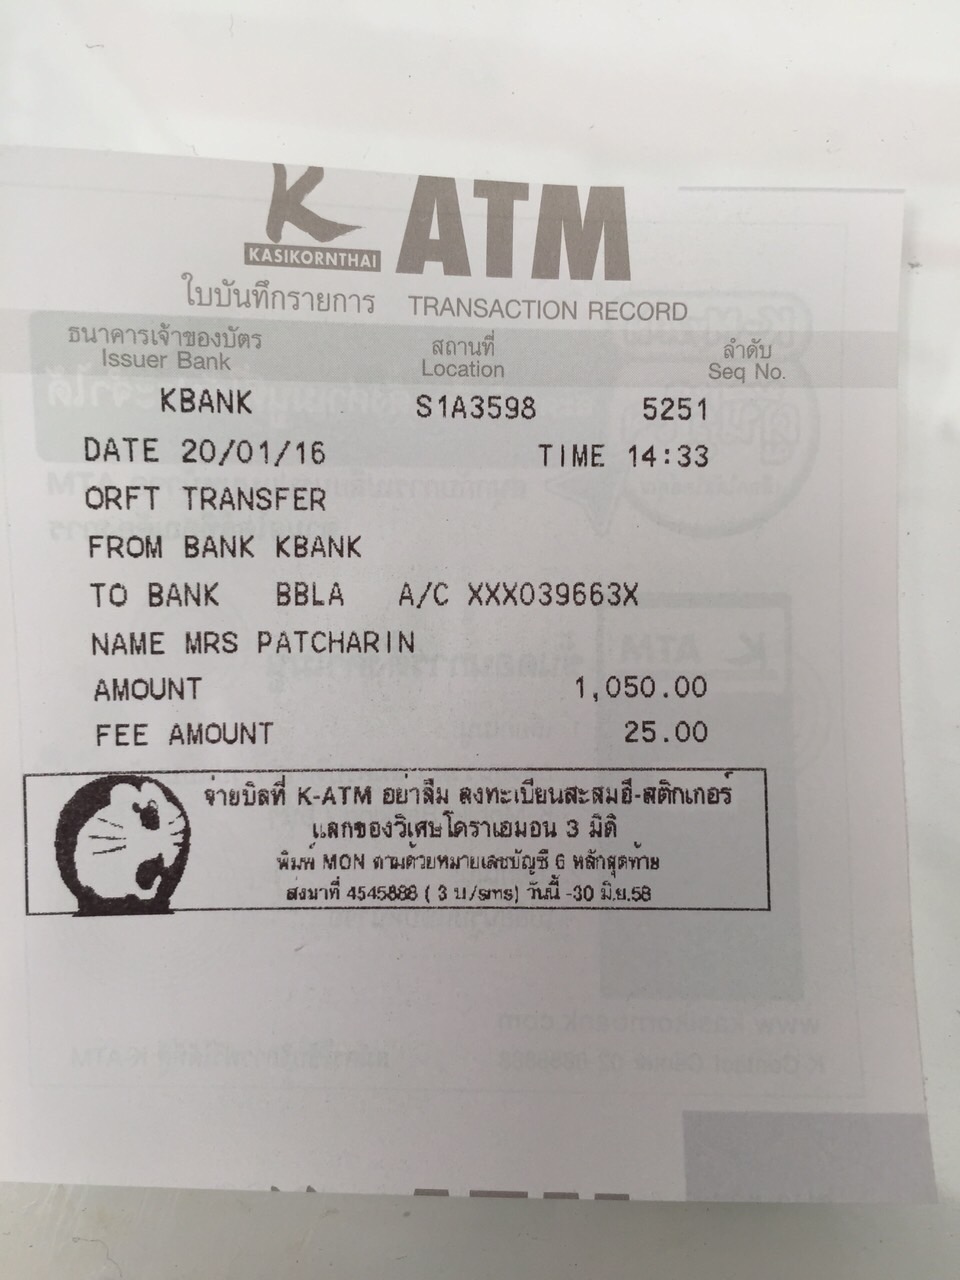 K ATM
KASIKORNTHAI
ใบบันทึกรายการ TRANSACTION RECORD
ธนาคารเจ้าของบัตร สถานที่ ลำดับ
Issuer Bank Location Seq No.
KBANK S1A3598 5251
DATE 20/01/16 TIME 14:33
ORFT TRANSFER
FROM BANK KBANK
TO BANK BBLA A/C XXX039663X
NAME MRS PATCHARIN
AMOUNT 1,050.00
FEE AMOUNT 25.00
จ่ายบิลที่ K-ATM อย่าลืม ลงทะเบียนสะสมอี-สติกเกอร์
แลกของวิเศษโดราเอมอน 3 มิติ
พิมพ์ MON ตามด้วยหมายเลขบัญชี 6 หลักสุดท้าย
ส่งมาที่ 4545888 ( 3 บ/sms) วันนี้ -30 มิ.ย.58